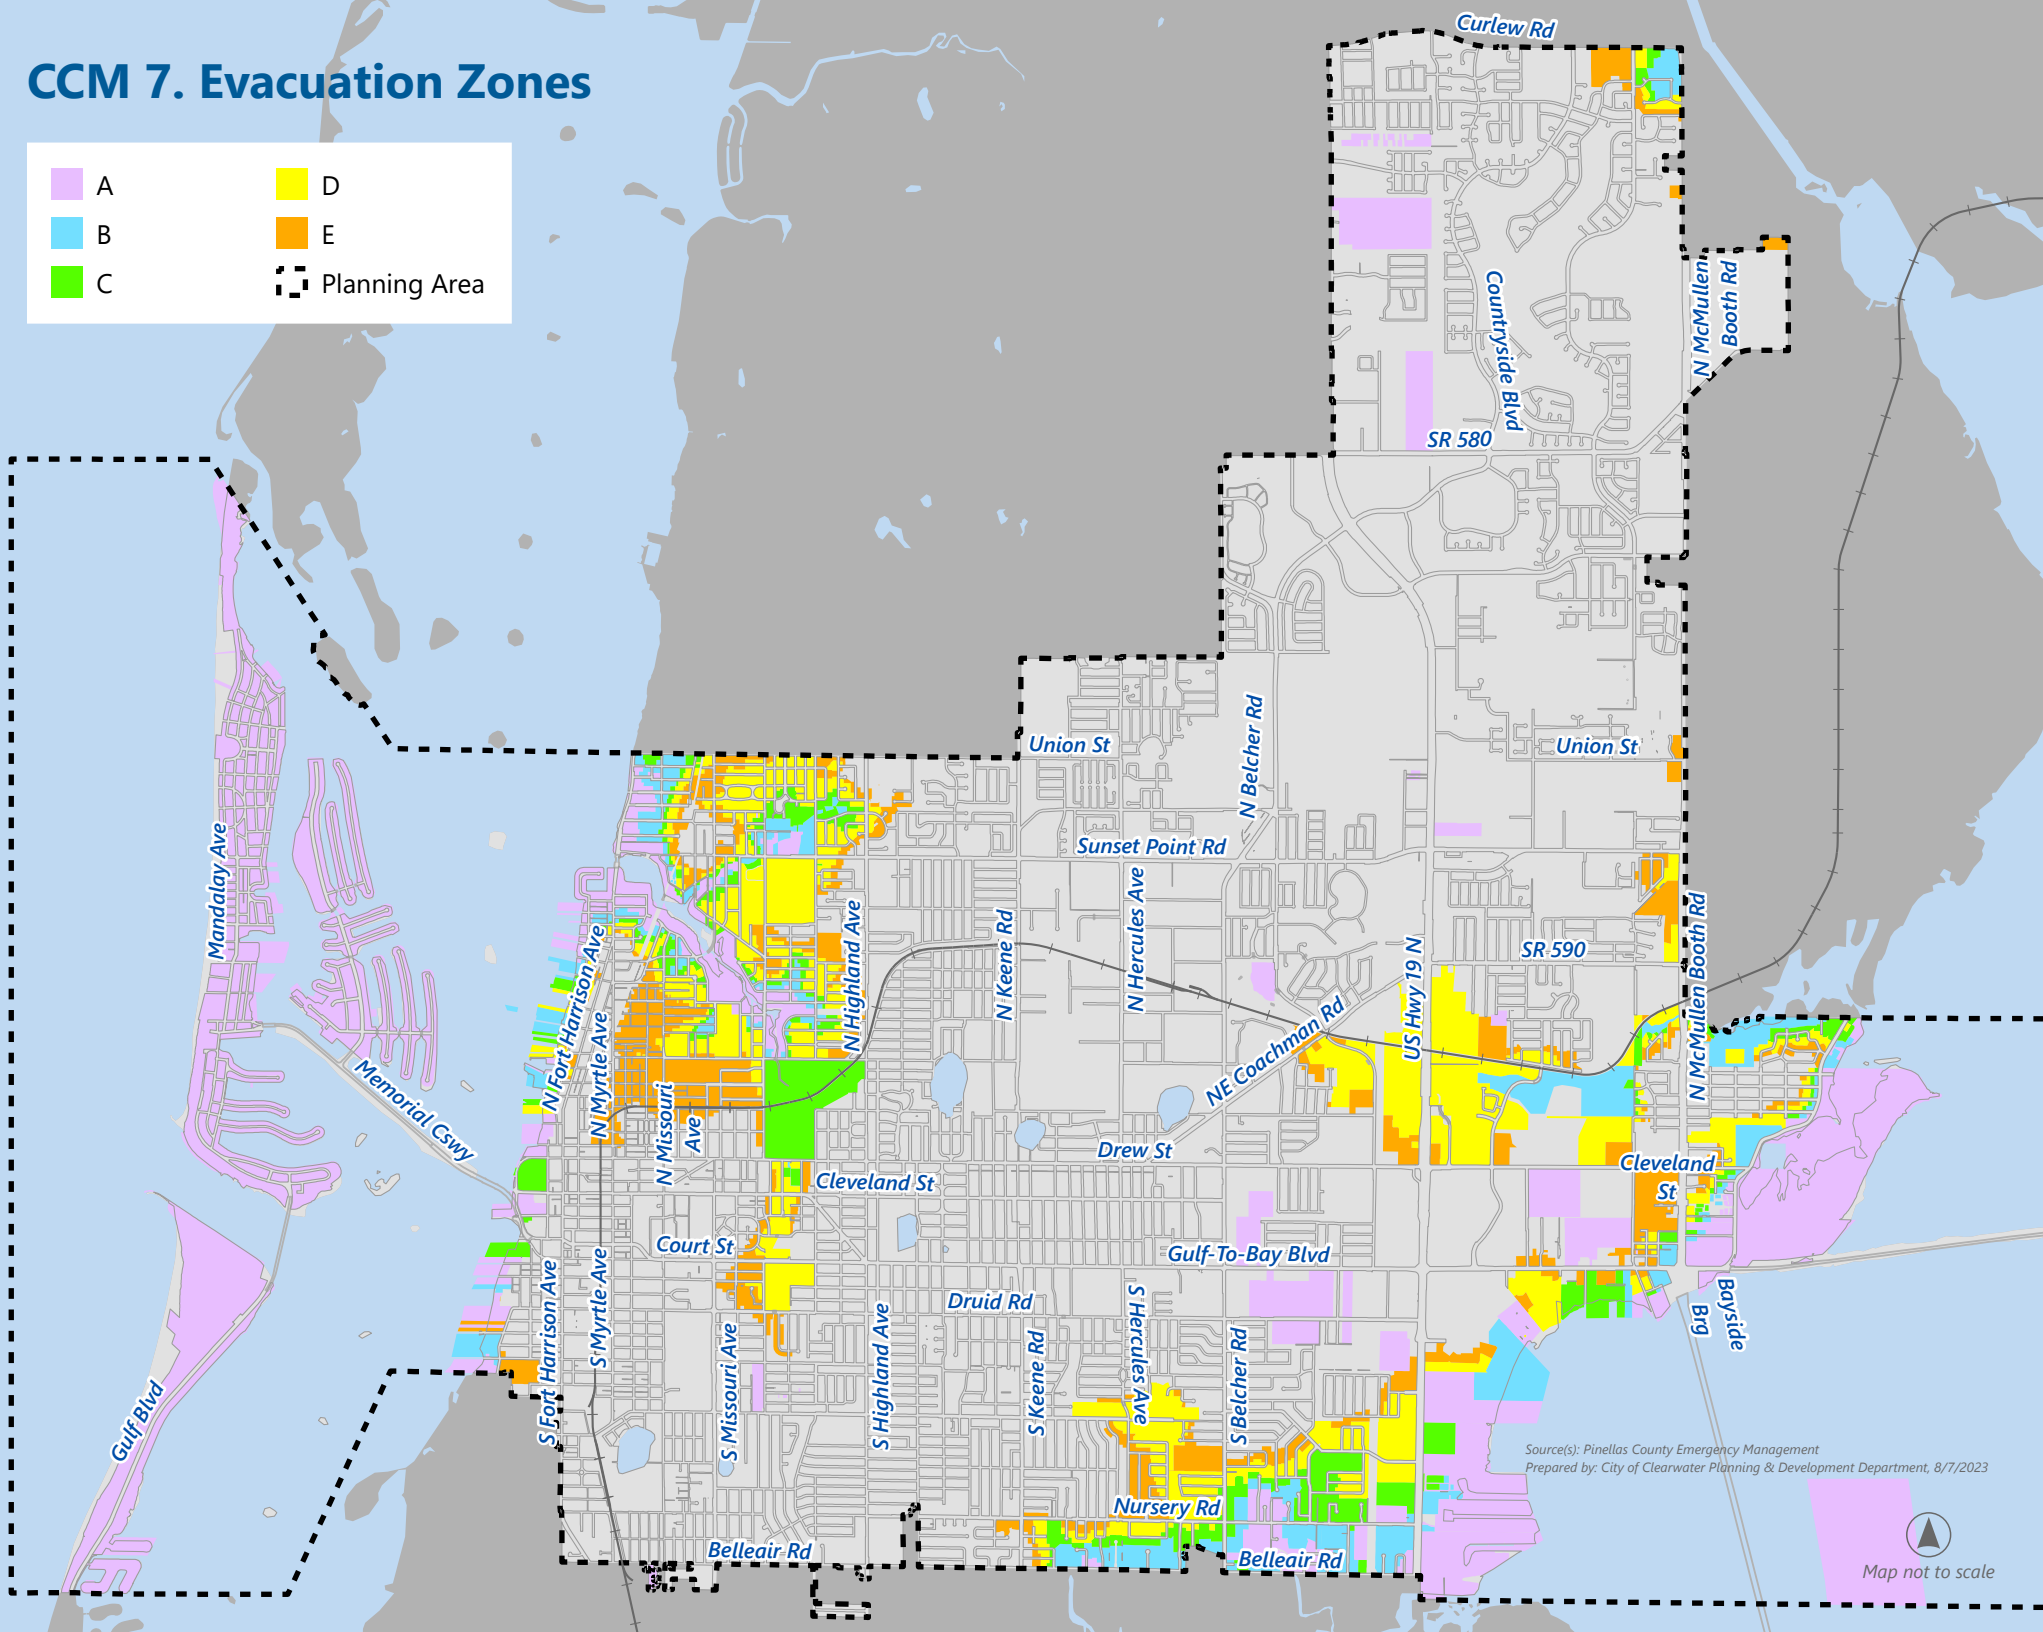 CCM 7. Evacuation Zones
A
B
C
D
E
Planning Area
Curlew Rd
N McMullen
Booth Rd
Countryside Blvd
SR 580
Union St
N Belcher Rd
Union St
Mandalay Ave
Sunset Point Rd
N Hercules Ave
N Highland Ave
N Keene Rd
N Fort Harrison Ave
N Myrtle Ave
US Hwy 19 N
SR 590
N McMullen Booth Rd
NE Coachman Rd
Memorial Cswy
N Missouri
Ave
Drew St
Cleveland St
Cleveland
St
Court St
Gulf-To-Bay Blvd
Druid Rd
S Fort Harrison Ave
S Myrtle Ave
S Missouri Ave
S Highland Ave
S Keene Rd
S Hercules Ave
S Belcher Rd
Bayside
Brg
Gulf Blvd
Nursery Rd
Belleair Rd
Belleair Rd
Source(s): Pinellas County Emergency Management
Prepared by: City of Clearwater Planning & Development Department, 8/7/2023
Map not to scale